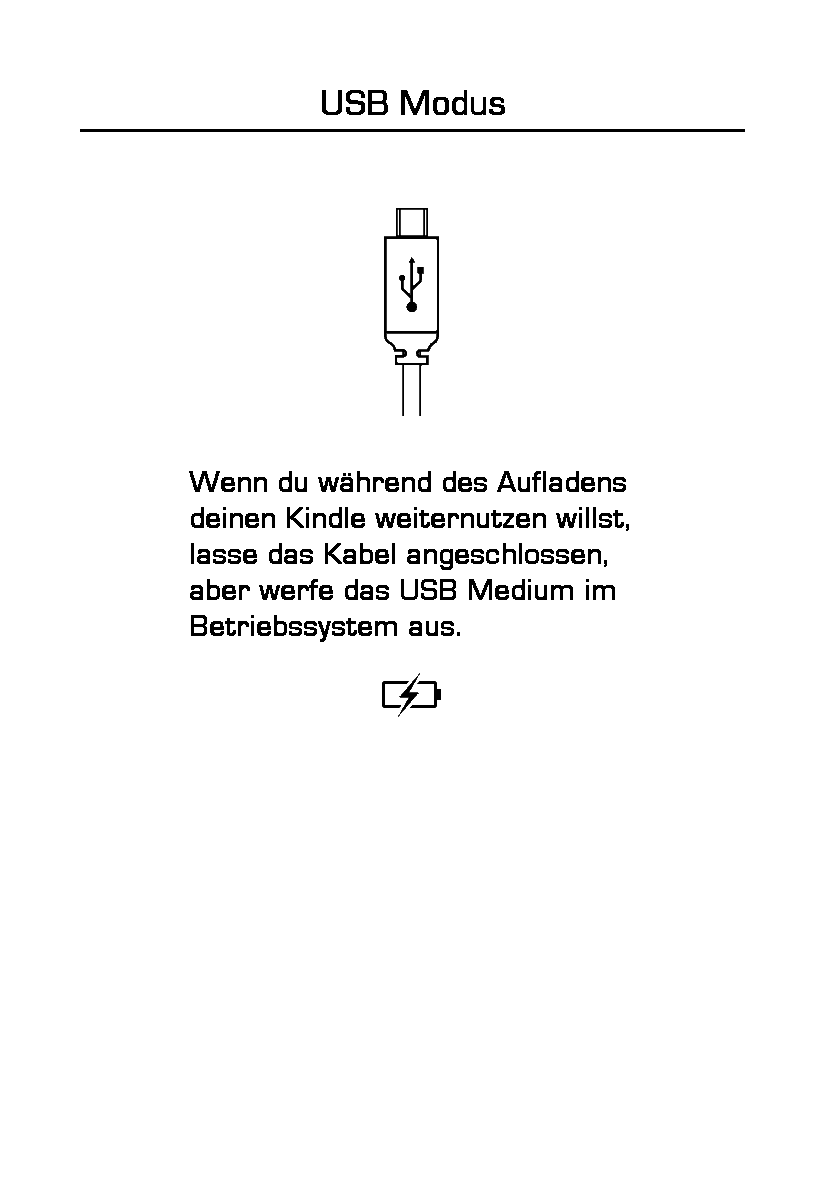 USB Modus
Wenn du während des Aufladens
deinen Kindle weiternutzen willst,
lasse das Kabel angeschlossen,
aber werfe das USB Medium im
Betriebssystem aus.